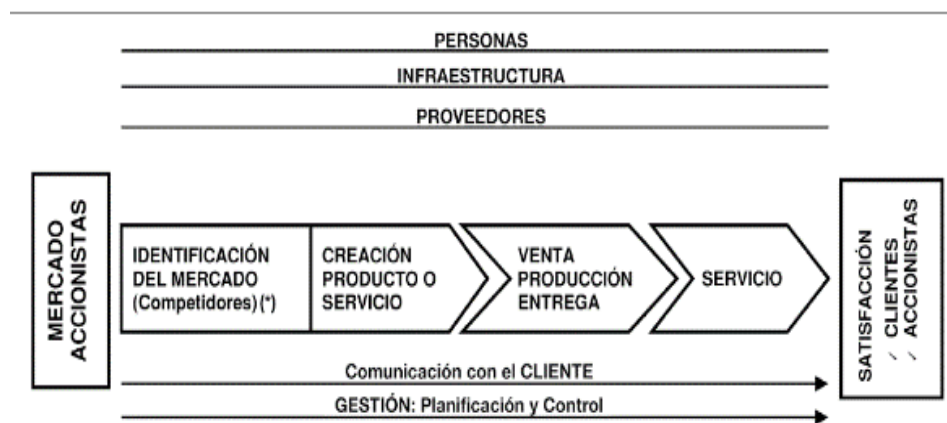 PERSONAS
INFRAESTRUCTURA
PROVEEDORES
MERCADO
ACCIONISTAS
IDENTIFICACIÓN
DEL MERCADO
(Competidores) (*)
CREACIÓN
PRODUCTO O
SERVICIO
VENTA
PRODUCCIÓN
ENTREGA
SERVICIO
SATISFACCIÓN
✓ CLIENTES
✓ ACCIONISTAS
Comunicación con el CLIENTE
GESTIÓN: Planificación y Control